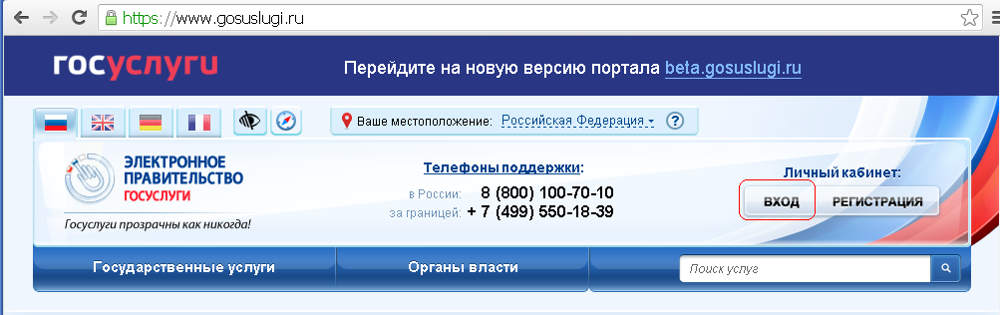 https://www.gosuslugi.ru
госуслуги
Перейдите на новую версию портала beta.gosuslugi.ru
Ваше местоположение: Российская Федерация ?
ЭЛЕКТРОННОЕ
ПРАВИТЕЛЬСТВО
ГОСУСЛУГИ
Госуслуги прозрачны как никогда!
Телефоны поддержки:
в России: 8 (800) 100-70-10
за границей: + 7 (499) 550-18-39
Личный кабинет:
ВХОД РЕГИСТРАЦИЯ
Государственные услуги Органы власти Поиск услуг